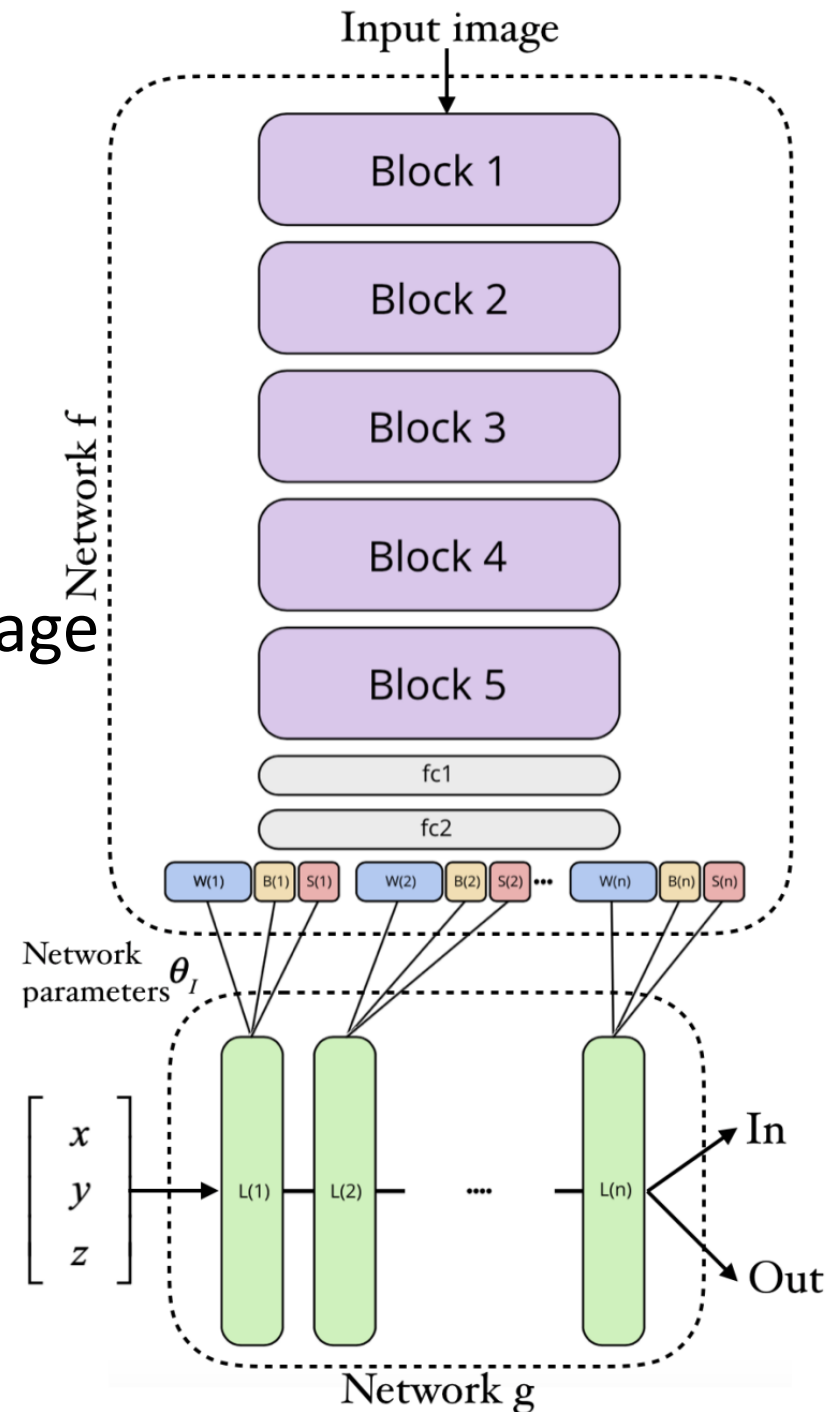 Input image
Block 1
Block 2
Block 3
Block 4
Block 5
Network f
age
fc1
fc2
W(1) B(1) S(1) W(2) B(2) S(2) ••• W(n) B(n) S(n)
Network
parameters θ_I
x
y
z
L(1) L(2) .... L(n)
In
Out
Network g